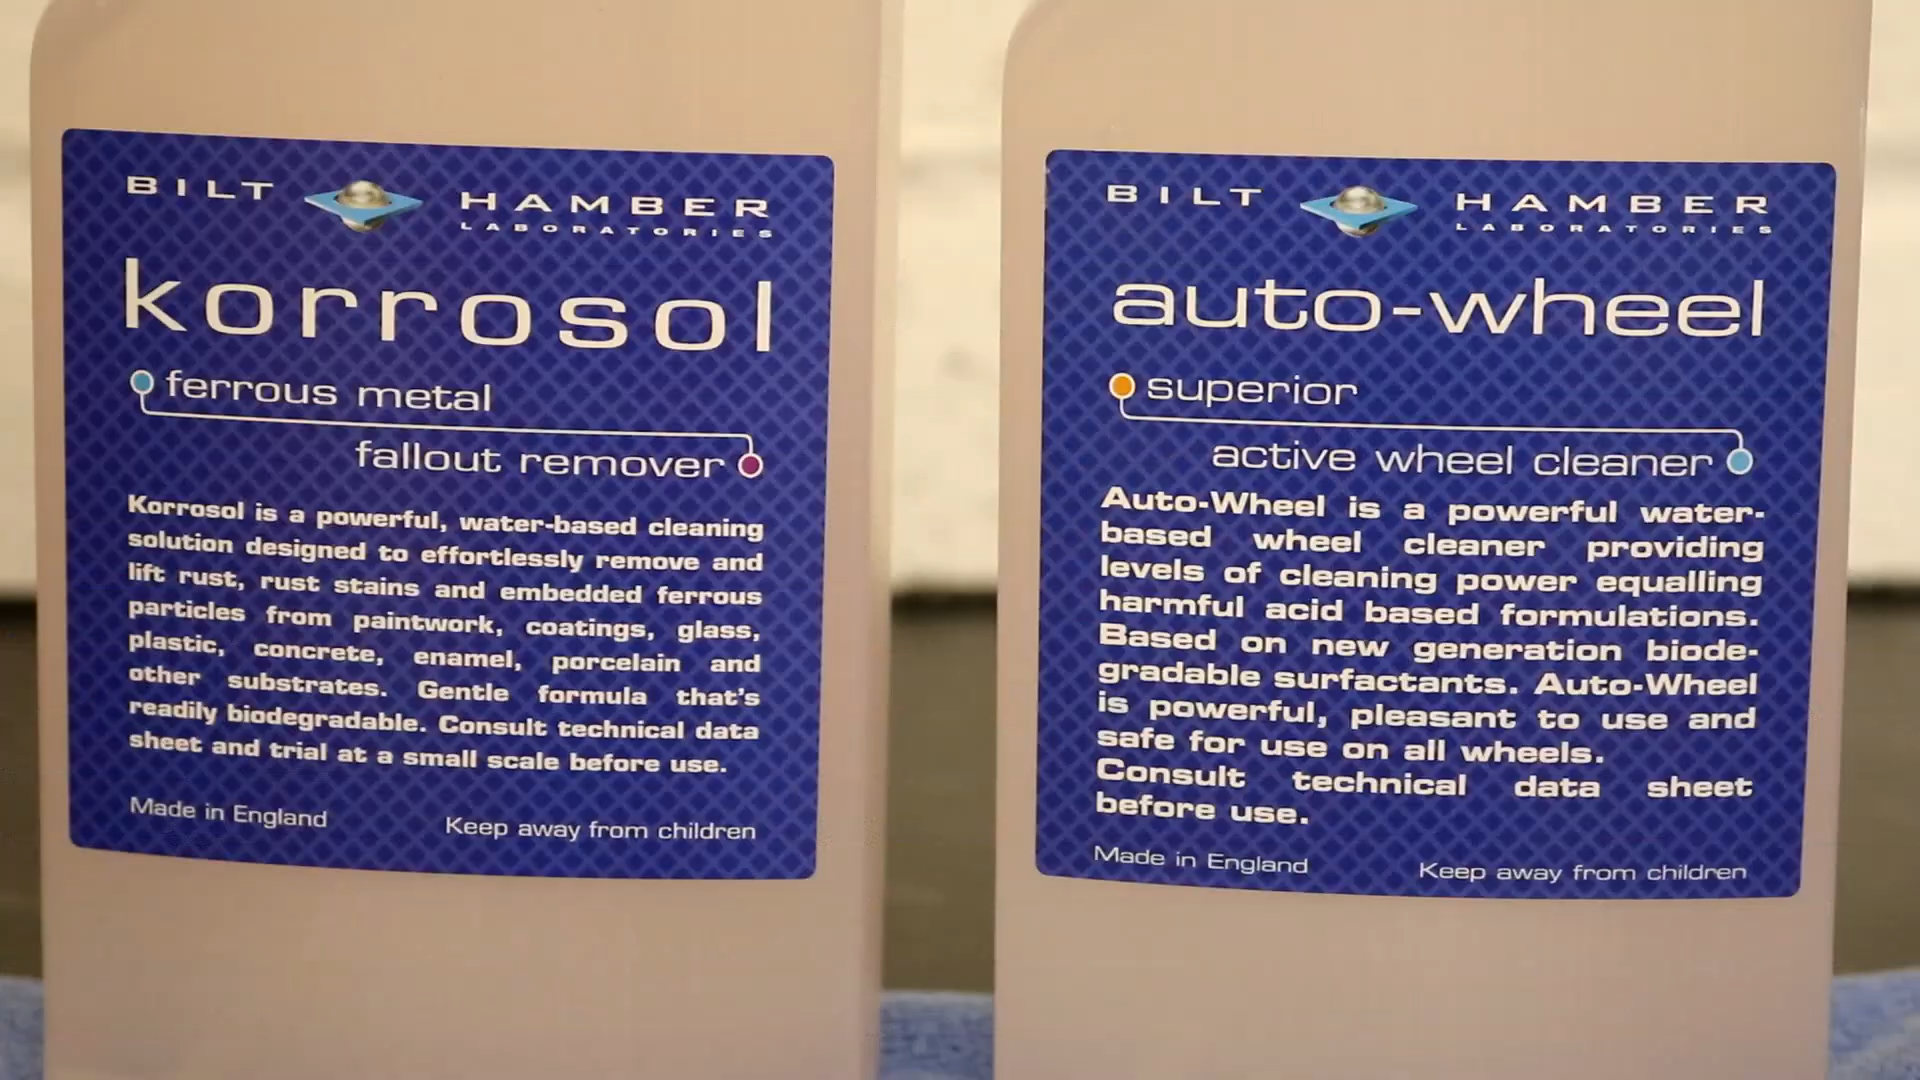 BILT HAMBER
LABORATORIES
korrosol
ferrous metal
fallout remover
Korrosol is a powerful, water-based cleaning
solution designed to effortlessly remove and
lift rust, rust stains and embedded ferrous
particles from paintwork, coatings, glass,
plastic, concrete, enamel, porcelain and
other substrates. Gentle formula that's
readily biodegradable. Consult technical data
sheet and trial at a small scale before use.
Made in England Keep away from children
BILT HAMBER
LABORATORIES
auto-wheel
superior
active wheel cleaner
Auto-Wheel is a powerful water-
based wheel cleaner providing
levels of cleaning power equalling
harmful acid based formulations.
Based on new generation biode-
gradable surfactants. Auto-Wheel
is powerful, pleasant to use and
safe for use on all wheels.
Consult technical data sheet
before use.
Made in England Keep away from children